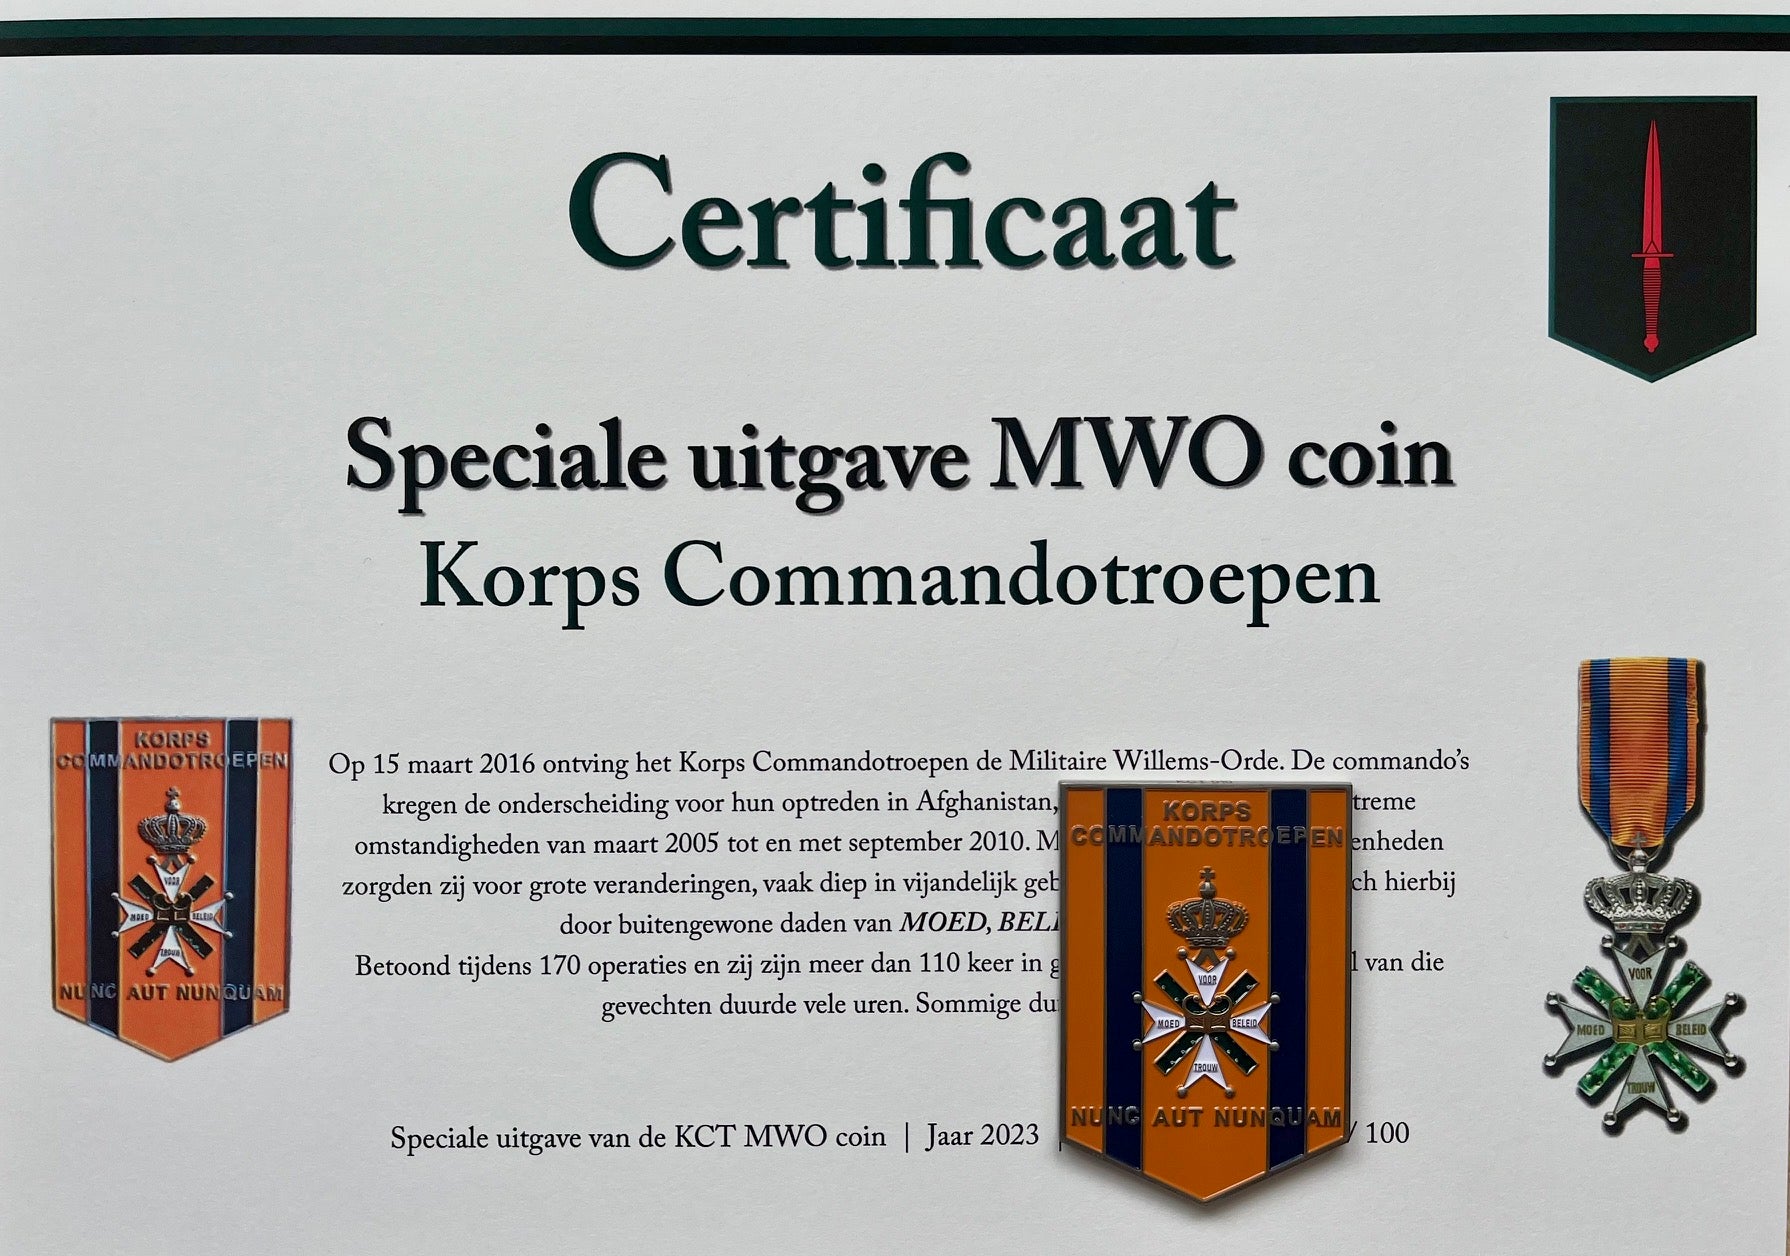 Certificaat
Speciale uitgave MWO coin
Korps Commandotroepen
KORPS
COMMANDOTROEPEN
VOOR
MOED BELEID
TROUW
NUNC AUT NUNQUAM
Op 15 maart 2016 ontving het Korps Commandotroepen de Militaire Willems-Orde. De commando's
kregen de onderscheiding voor hun optreden in Afghanistan,
omstandigheden van maart 2005 tot en met september 2010.
zorgden zij voor grote veranderingen, vaak diep in vijandelijk hierbij
door buitengewone daden van MOED,
Betoond tijdens 170 operaties en zij zijn meer dan 110 keer in van die
gevechten duurde vele uren. Sommige
Speciale uitgave van de KCT MWO coin | Jaar 2023 / 100
KORPS
COMMANDOTROEPEN
VOOR
MOED BELEID
TROUW
NUNC AUT NUNQUAM
VOOR
MOED BELEID
TROUW